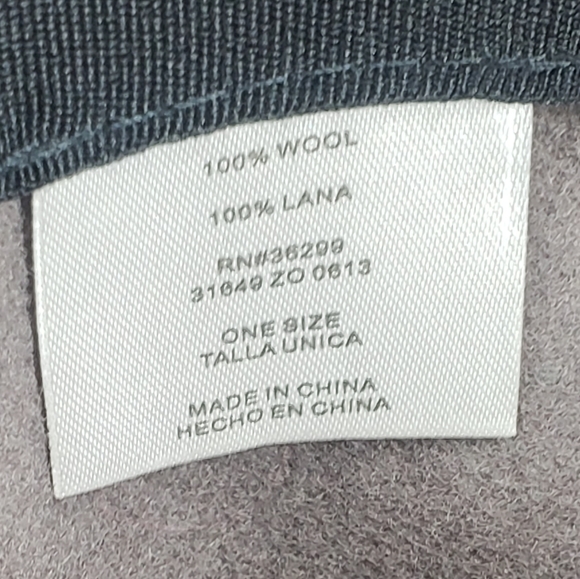 100% WOOL
100% LANA
RN#36299
31649 ZO 0613
ONE SIZE
TALLA UNICA
MADE IN CHINA
HECHO EN CHINA